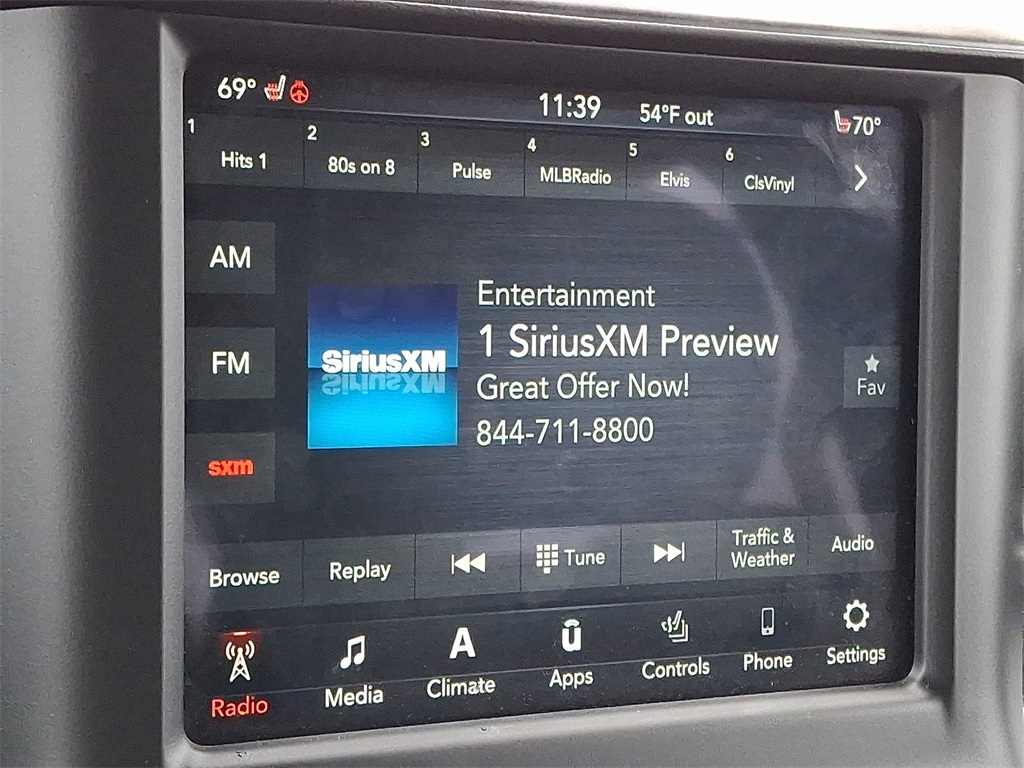 69°
11:39
54°F out
70°
1
Hits 1
2
80s on 8
3
Pulse
4
MLBRadio
5
Elvis
6
ClsVinyl
AM
FM
sxm
SiriusXM
Entertainment
1 SiriusXM Preview
Great Offer Now!
844-711-8800
Fav
Browse
Replay
Tune
Traffic &
Weather
Audio
Radio
Media
A
Climate
Apps
Controls
Phone
Settings